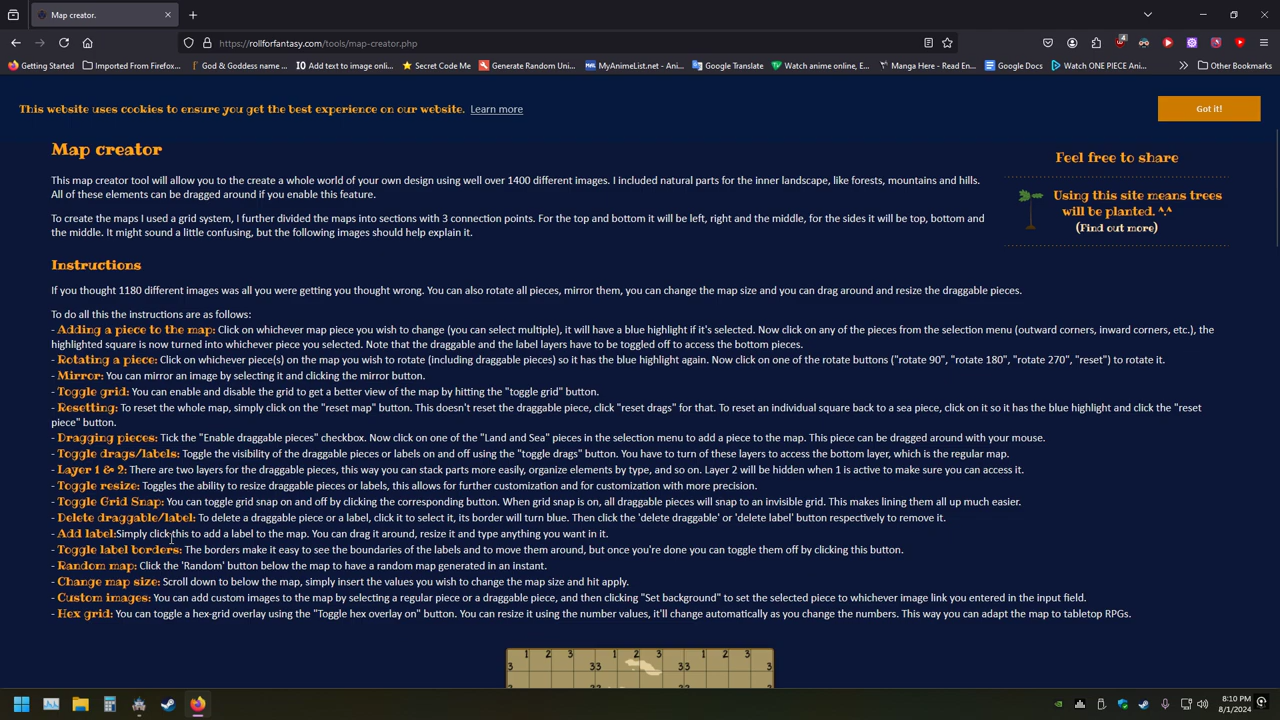 Map creator.
https://rollforfantasy.com/tools/map-creator.php
Getting Started
Imported From Firefox...
God & Goddess name ...
Add text to image onli...
Secret Code Me
Generate Random Uni...
MyAnimeList.net - Ani...
Google Translate
Watch anime online, E...
Manga Here - Read En...
Google Docs
Watch ONE PIECE Ani...
Other Bookmarks
This website uses cookies to ensure you get the best experience on our website. Learn more
Got it!
Map creator
This map creator tool will allow you to the create a whole world of your own design using well over 1400 different images. I included natural parts for the inner landscape, like forests, mountains and hills.
All of these elements can be dragged around if you enable this feature.
To create the maps I used a grid system, I further divided the maps into sections with 3 connection points. For the top and bottom it will be left, right and the middle, for the sides it will be top, bottom and
the middle. It might sound a little confusing, but the following images should help explain it.
Feel free to share
Using this site means trees
will be planted. ^.^
(Find out more)
Instructions
If you thought 1180 different images was all you were getting you thought wrong. You can also rotate all pieces, mirror them, you can change the map size and you can drag around and resize the draggable pieces.
To do all this the instructions are as follows:
- Adding a piece to the map: Click on whichever map piece you wish to change (you can select multiple), it will have a blue highlight if it's selected. Now click on any of the pieces from the selection menu (outward corners, inward corners, etc.), the
highlighted square is now turned into whichever piece you selected. Note that the draggable and the label layers have to be toggled off to access the bottom pieces.
- Rotating a piece: Click on whichever piece(s) on the map you wish to rotate (including draggable pieces) so it has the blue highlight again. Now click on one of the rotate buttons ("rotate 90", "rotate 180", "rotate 270", "reset") to rotate it.
- Mirror: You can mirror an image by selecting it and clicking the mirror button.
- Toggle grid: You can enable and disable the grid to get a better view of the map by hitting the "toggle grid" button.
- Resetting: To reset the whole map, simply click on the "reset map" button. This doesn't reset the draggable piece, click "reset drags" for that. To reset an individual square back to a sea piece, click on it so it has the blue highlight and click the "reset
piece" button.
- Dragging pieces: Tick the "Enable draggable pieces" checkbox. Now click on one of the "Land and Sea" pieces in the selection menu to add a piece to the map. This piece can be dragged around with your mouse.
- Toggle drags/labels: Toggle the visibility of the draggable pieces or labels on and off using the "toggle drags" button. You have to turn of these layers to access the bottom layer, which is the regular map.
- Layer 1 & 2: There are two layers for the draggable pieces, this way you can stack parts more easily, organize elements by type, and so on. Layer 2 will be hidden when 1 is active to make sure you can access it.
- Toggle resize: Toggles the ability to resize draggable pieces or labels, this allows for further customization and for customization with more precision.
- Toggle Grid Snap: You can toggle grid snap on and off by clicking the corresponding button. When grid snap is on, all draggable pieces will snap to an invisible grid. This makes lining them all up much easier.
- Delete draggable/label: To delete a draggable piece or a label, click it to select it, its border will turn blue. Then click the 'delete draggable' or 'delete label' button respectively to remove it.
- Add label:Simply click this to add a label to the map. You can drag it around, resize it and type anything you want in it.
- Toggle label borders: The borders make it easy to see the boundaries of the labels and to move them around, but once you're done you can toggle them off by clicking this button.
- Random map: Click the 'Random' button below the map to have a random map generated in an instant.
- Change map size: Scroll down to below the map, simply insert the values you wish to change the map size and hit apply.
- Custom images: You can add custom images to the map by selecting a regular piece or a draggable piece, and then clicking "Set background" to set the selected piece to whichever image link you entered in the input field.
- Hex grid: You can toggle a hex-grid overlay using the "Toggle hex overlay on" button. You can resize it using the number values, it'll change automatically as you change the numbers. This way you can adapt the map to tabletop RPGs.
1 2 3 1 2 3 1 2 3
3 33 33 3
8:10 PM
8/1/2024